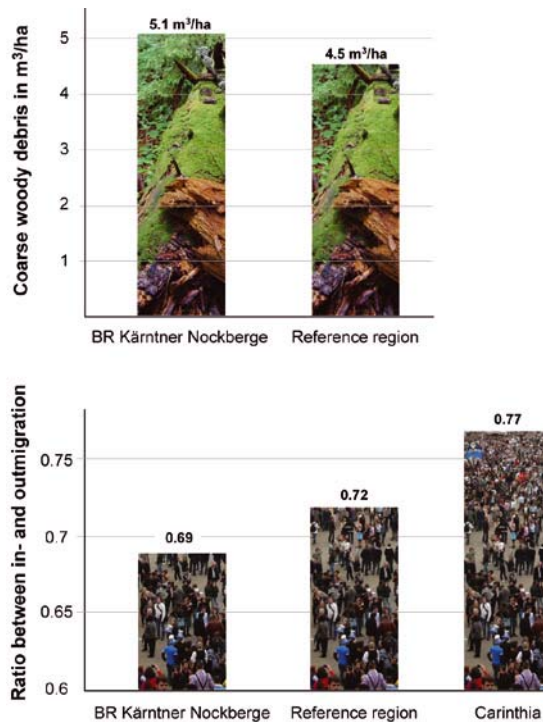 Coarse woody debris in m³/ha
5.1 m³/ha
4.5 m³/ha
5
4
3
2
1
BR Kärntner Nockberge
Reference region
Ratio between in- and outmigration
0.77
0.72
0.69
0.75
0.7
0.65
0.6
BR Kärntner Nockberge
Reference region
Carinthia